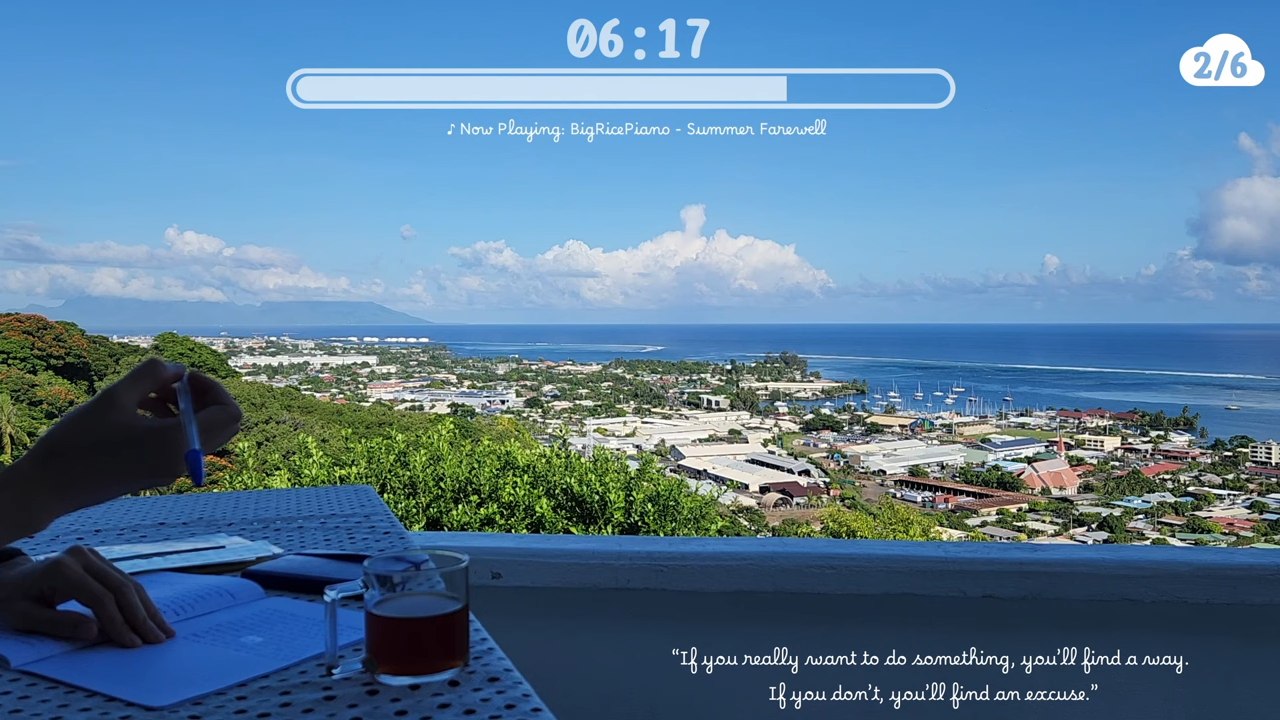 06:17
2/6
♪ Now Playing: BigRicePiano - Summer Farewell
“If you really want to do something, you’ll find a way.
If you don’t, you’ll find an excuse.”